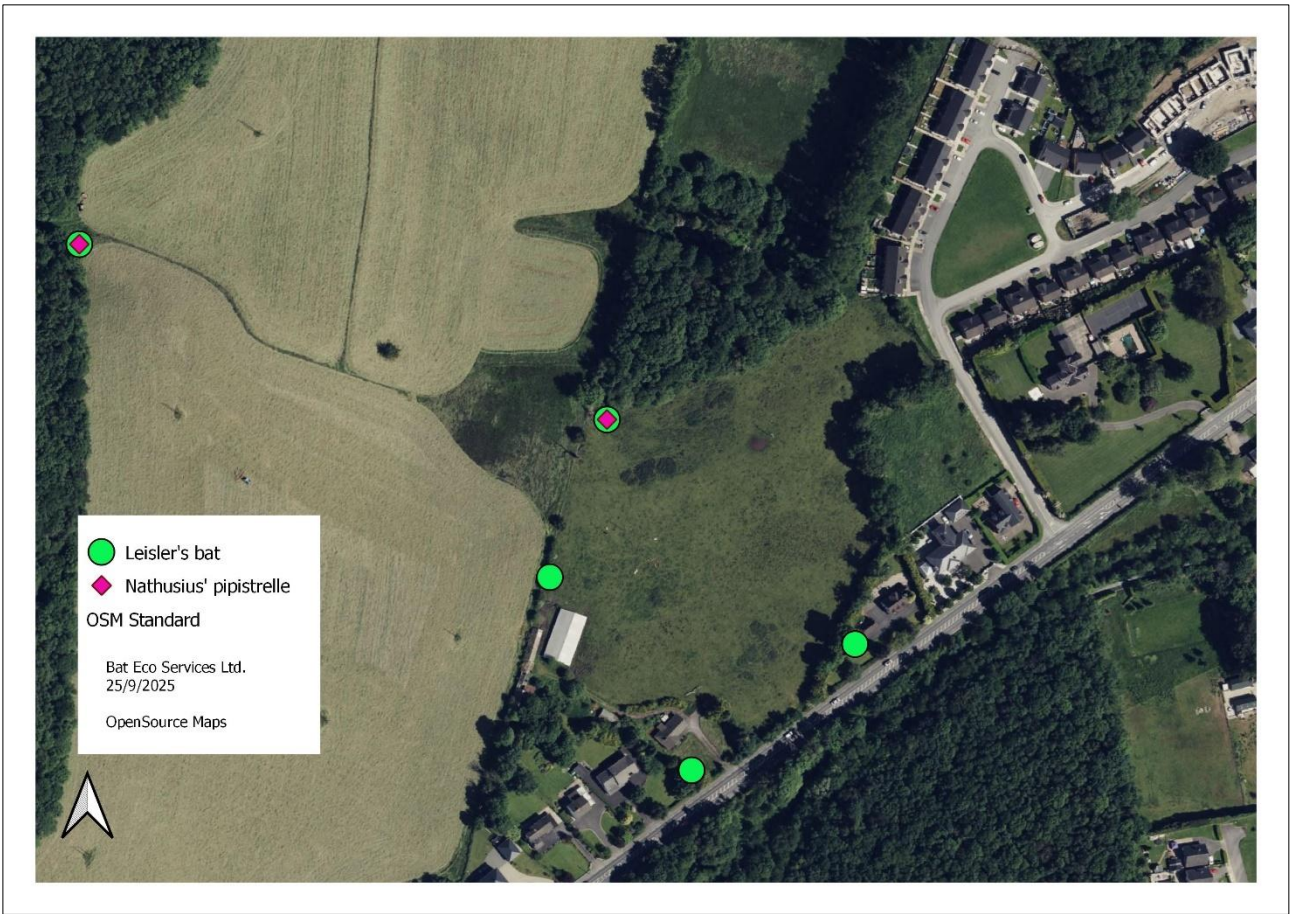 Leisler's bat
Nathusius' pipistrelle
OSM Standard
Bat Eco Services Ltd.
25/9/2025
OpenSource Maps